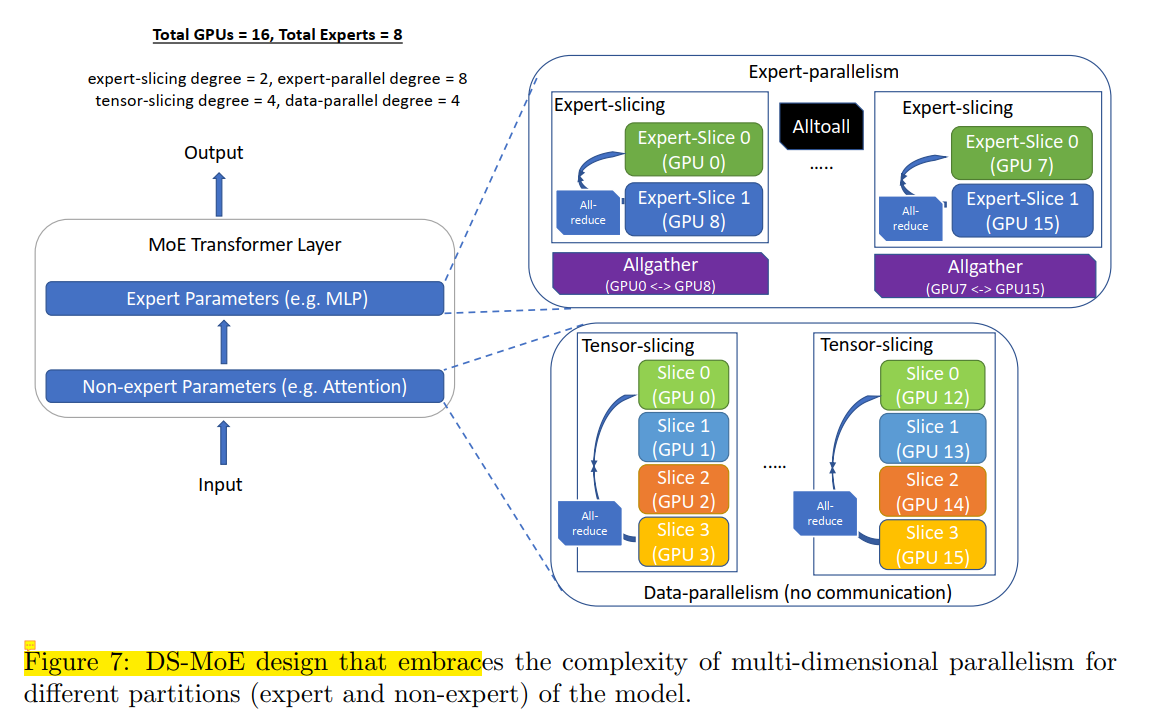 Total GPUs = 16, Total Experts = 8
expert-slicing degree = 2, expert-parallel degree = 8
tensor-slicing degree = 4, data-parallel degree = 4
Output
MoE Transformer Layer
Expert Parameters (e.g. MLP)
Non-expert Parameters (e.g. Attention)
Input
Expert-parallelism
Expert-slicing
Expert-Slice 0
(GPU 0)
All-
reduce
Expert-Slice 1
(GPU 8)
Allgather
(GPU0 <-> GPU8)
Alltoall
.....
Expert-slicing
Expert-Slice 0
(GPU 7)
All-
reduce
Expert-Slice 1
(GPU 15)
Allgather
(GPU7 <-> GPU15)
Tensor-slicing
Slice 0
(GPU 0)
Slice 1
(GPU 1)
Slice 2
(GPU 2)
All-
reduce
Slice 3
(GPU 3)
.....
Tensor-slicing
Slice 0
(GPU 12)
Slice 1
(GPU 13)
Slice 2
(GPU 14)
All-
reduce
Slice 3
(GPU 15)
Data-parallelism (no communication)
Figure 7: DS-MoE design that embraces the complexity of multi-dimensional parallelism for
different partitions (expert and non-expert) of the model.